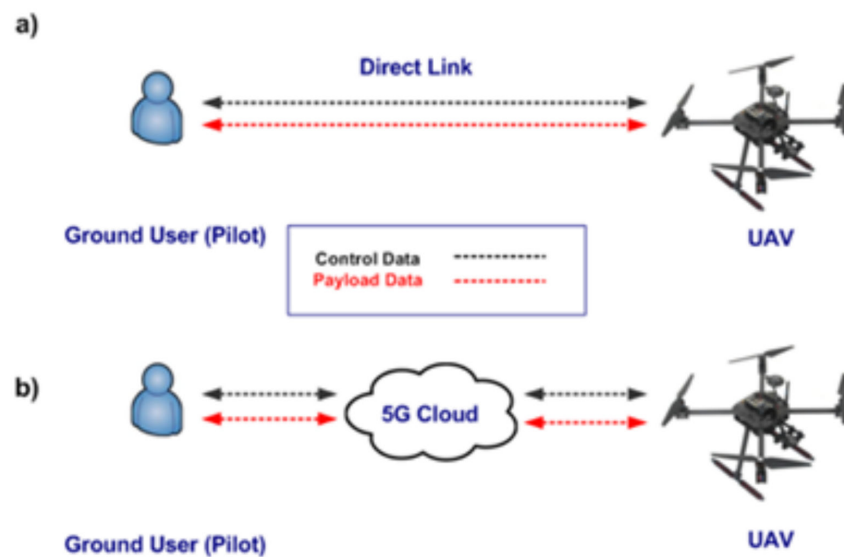 a)
Direct Link
Ground User (Pilot)
UAV
Control Data
Payload Data
b)
5G Cloud
Ground User (Pilot)
UAV